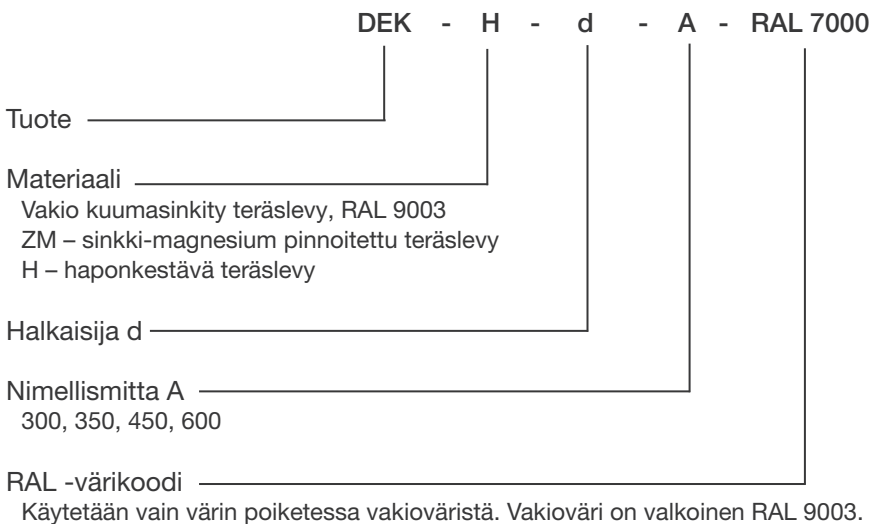 DEK - H - d - A - RAL 7000
Tuote
Materiaali
Vakio kuumasinkity teräslevy, RAL 9003
ZM – sinkki-magnesium pinnoitettu teräslevy
H – haponkestävä teräslevy
Halkaisija d
Nimellismitta A
300, 350, 450, 600
RAL -värikoodi
Käytetään vain värin poiketessa vakioväristä. Vakioväri on valkoinen RAL 9003.